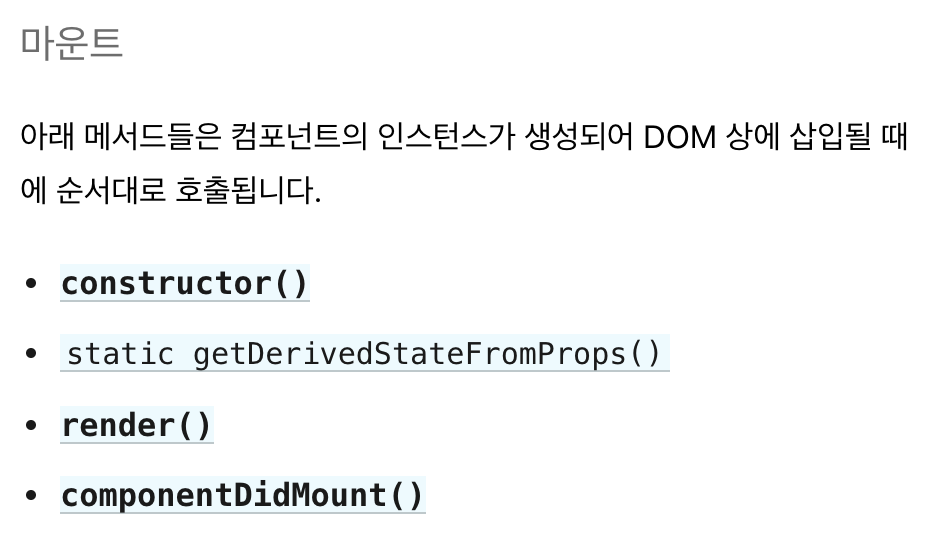 마운트
아래 메서드들은 컴포넌트의 인스턴스가 생성되어 DOM 상에 삽입될 때
에 순서대로 호출됩니다.
• constructor()
• static getDerivedStateFromProps()
• render()
• componentDidMount()